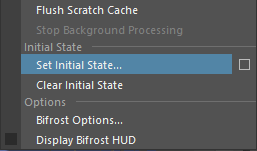 Flush Scratch Cache
Stop Background Processing
Initial State
Set Initial State...
Clear Initial State
Options
Bifrost Options...
Display Bifrost HUD